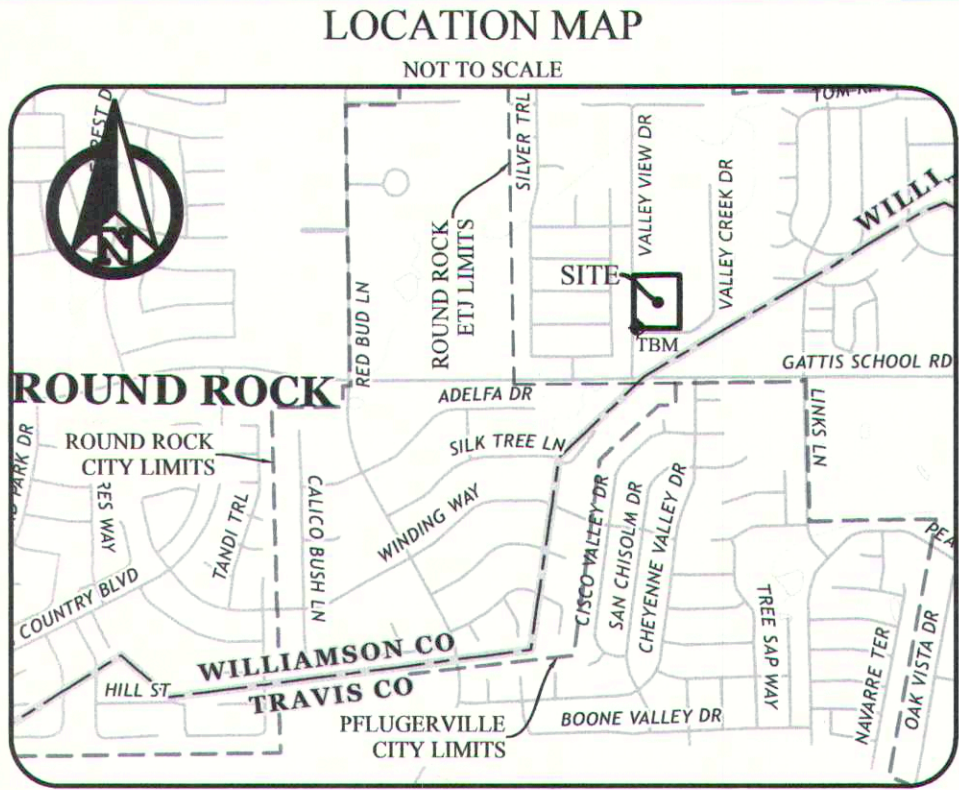 LOCATION MAP
NOT TO SCALE
SILVER TRL
VALLEY VIEW DR
VALLEY CREEK DR
ROUND ROCK
ETJ LIMITS
N
SITE
TBM
RED BUD LN
GATTIS SCHOOL RD
ROUND ROCK
ADELFA DR
LINKS LN
ROUND ROCK
CITY LIMITS
SILK TREE LN
PARK DR
RES WAY
TANDI TRL
CALICO BUSH LN
WINDING WAY
CISCO VALLEY DR
SAN CHISOLM DR
CHEYENNE VALLEY DR
COUNTRY BLVD
TREE SAP WAY
NAVARRE TER
OAK VISTA DR
WILLIAMSON CO
TRAVIS CO
HILL ST
PFLUGERVILLE
CITY LIMITS
BOONE VALLEY DR